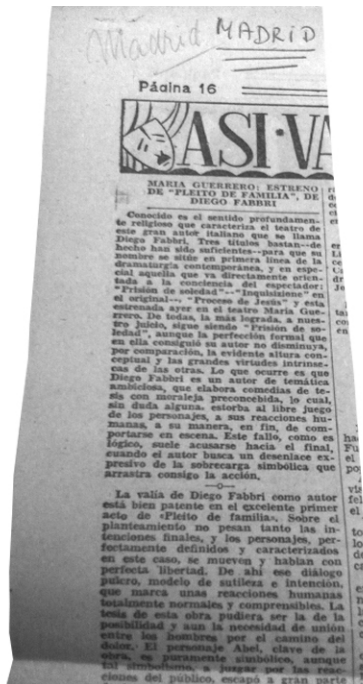 Madrid MADRID
Página 16
ASI·VA
MARIA GUERRERO: ESTRENO
DE "PLEITO DE FAMILIA", DE
DIEGO FABBRI
Conocido es el sentido profundamen-
te religioso que caracteriza el teatro de
este gran autor italiano que se llama
Diego Fabbri. Tres títulos bastan--de
hecho han sido suficientes--para que su
nombre se sitúe en primera línea de la
dramaturgia contemporánea, y en espe-
cial aquella que va directamente orien-
tada a la conciencia del espectador:
"Prisión de soledad"--"Inquisizione" en
el original--, "Proceso de Jesús" y esta
estrenada ayer en el teatro María Gue-
rrero. De todas, la más lograda, a nues-
tro juicio, sigue siendo "Prisión de so-
ledad", aunque la perfección formal que
en ella consiguió su autor no disminuya,
por comparación, la evidente altura con-
ceptual y las grandes virtudes intrínse-
cas de las otras. Lo que ocurre es que
Diego Fabbri es un autor de temática
ambiciosa, que elabora comedias de te-
sis con moraleja preconcebida, lo cual,
sin duda alguna, estorba al libre juego
de los personajes, a sus reacciones hu-
manas, a su manera, en fin, de com-
portarse en escena. Este fallo, como es
lógico, suele acusarse hacia el final,
cuando el autor busca un desenlace ex-
presivo de la sobrecarga simbólica que
arrastra consigo la acción.
La valía de Diego Fabbri como autor
está bien patente en el excelente primer
acto de «Pleito de familia». Sobre el
planteamiento no pesan tanto las in-
tenciones finales, y los personajes, per-
fectamente definidos y caracterizados
en este caso, se mueven y hablan con
perfecta libertad. De ahí ese diálogo
pulcro, modelo de sutileza e intención,
que marca unas reacciones humanas
totalmente normales y comprensibles. La
tesis de esta obra pudiera ser la de la
posibilidad y aun la necesidad de unión
entre los hombres por el camino del
dolor. El personaje Abel, clave de la
obra, es puramente simbólico, aunque
tal simbolismo, a juzgar por las reac-
ciones del público, escapó a gran parte